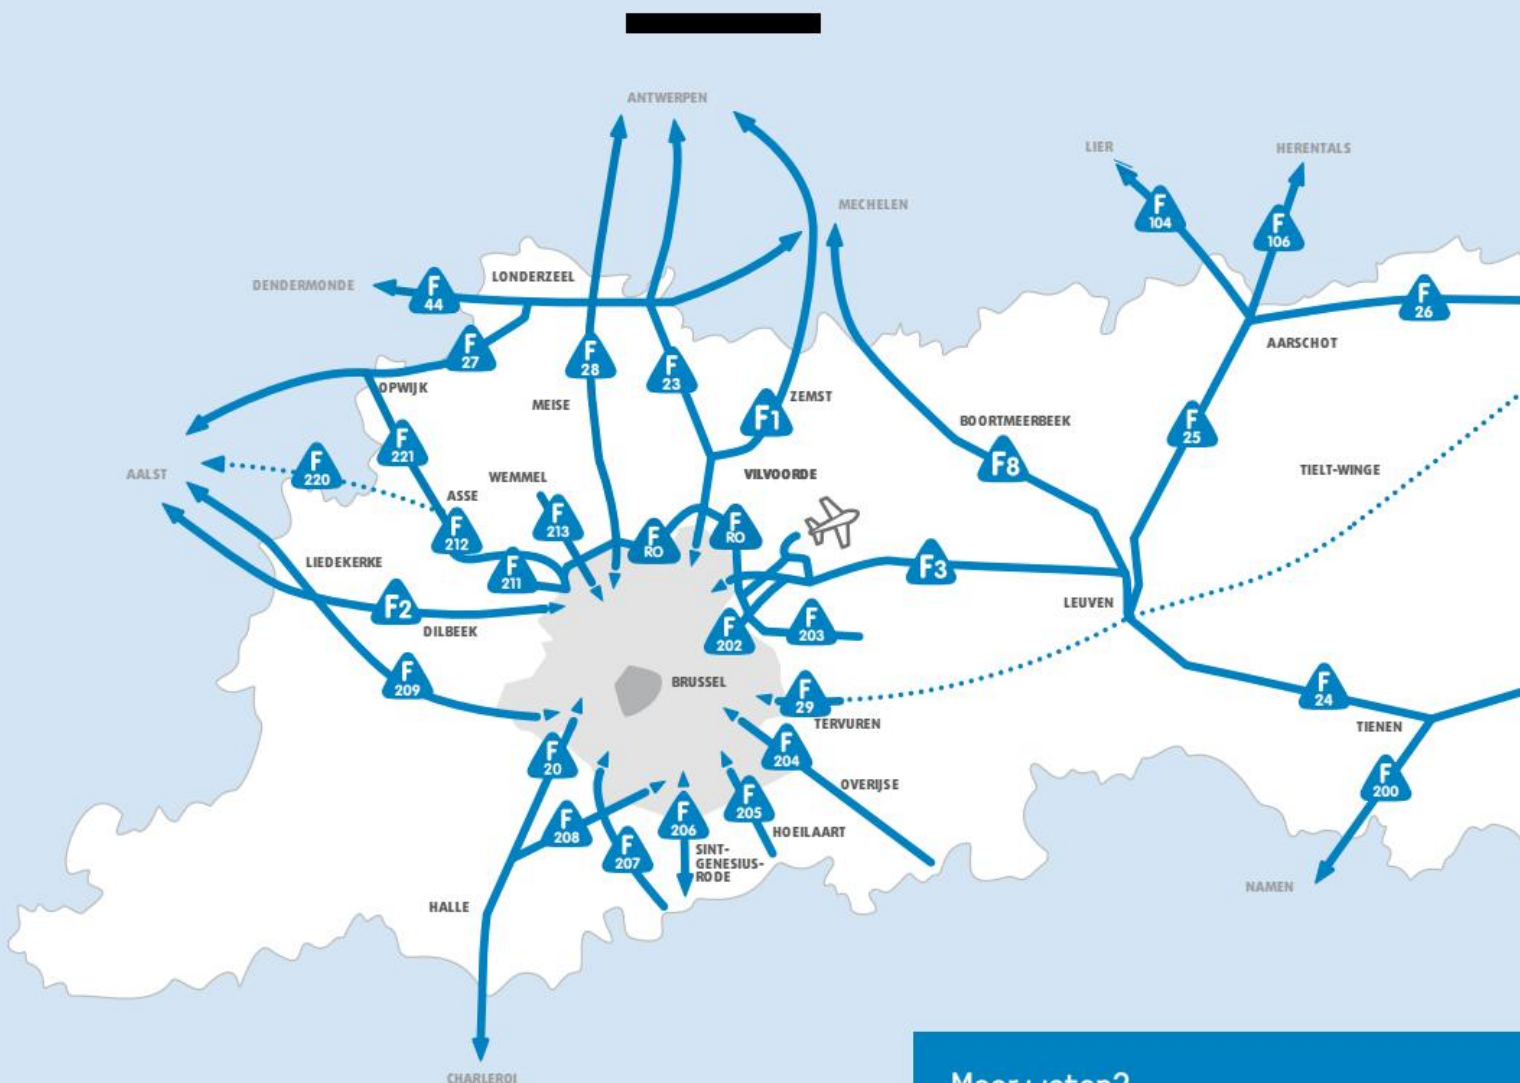 ANTWERPEN
LIER
HERENTALS
F
104
MECHELEN
F
106
LONDERZEEL
DENDERMONDE
F
44
F
26
F
27
F
28
F
23
AARSCHOT
OPWIJK
MEISE
F1
ZEMST
BOORTMEERBEEK
F
25
F
221
F8
TIELT-WINGE
AALST
F
220
WEMMEL
VILVOORDE
ASSE
F
212
F
213
F
RO
F
RO
LIEDEKERKE
F
211
F3
F2
LEUVEN
DILBEEK
F
202
F
203
F
209
BRUSSEL
F
29
F
24
TERVUREN
TIENEN
F
20
F
204
F
200
OVERIJSE
F
208
F
206
F
205
HOEILAART
F
207
SINT-
GENESIUS-
RODE
NAMEN
HALLE
CHARLEROI
Meer weten?